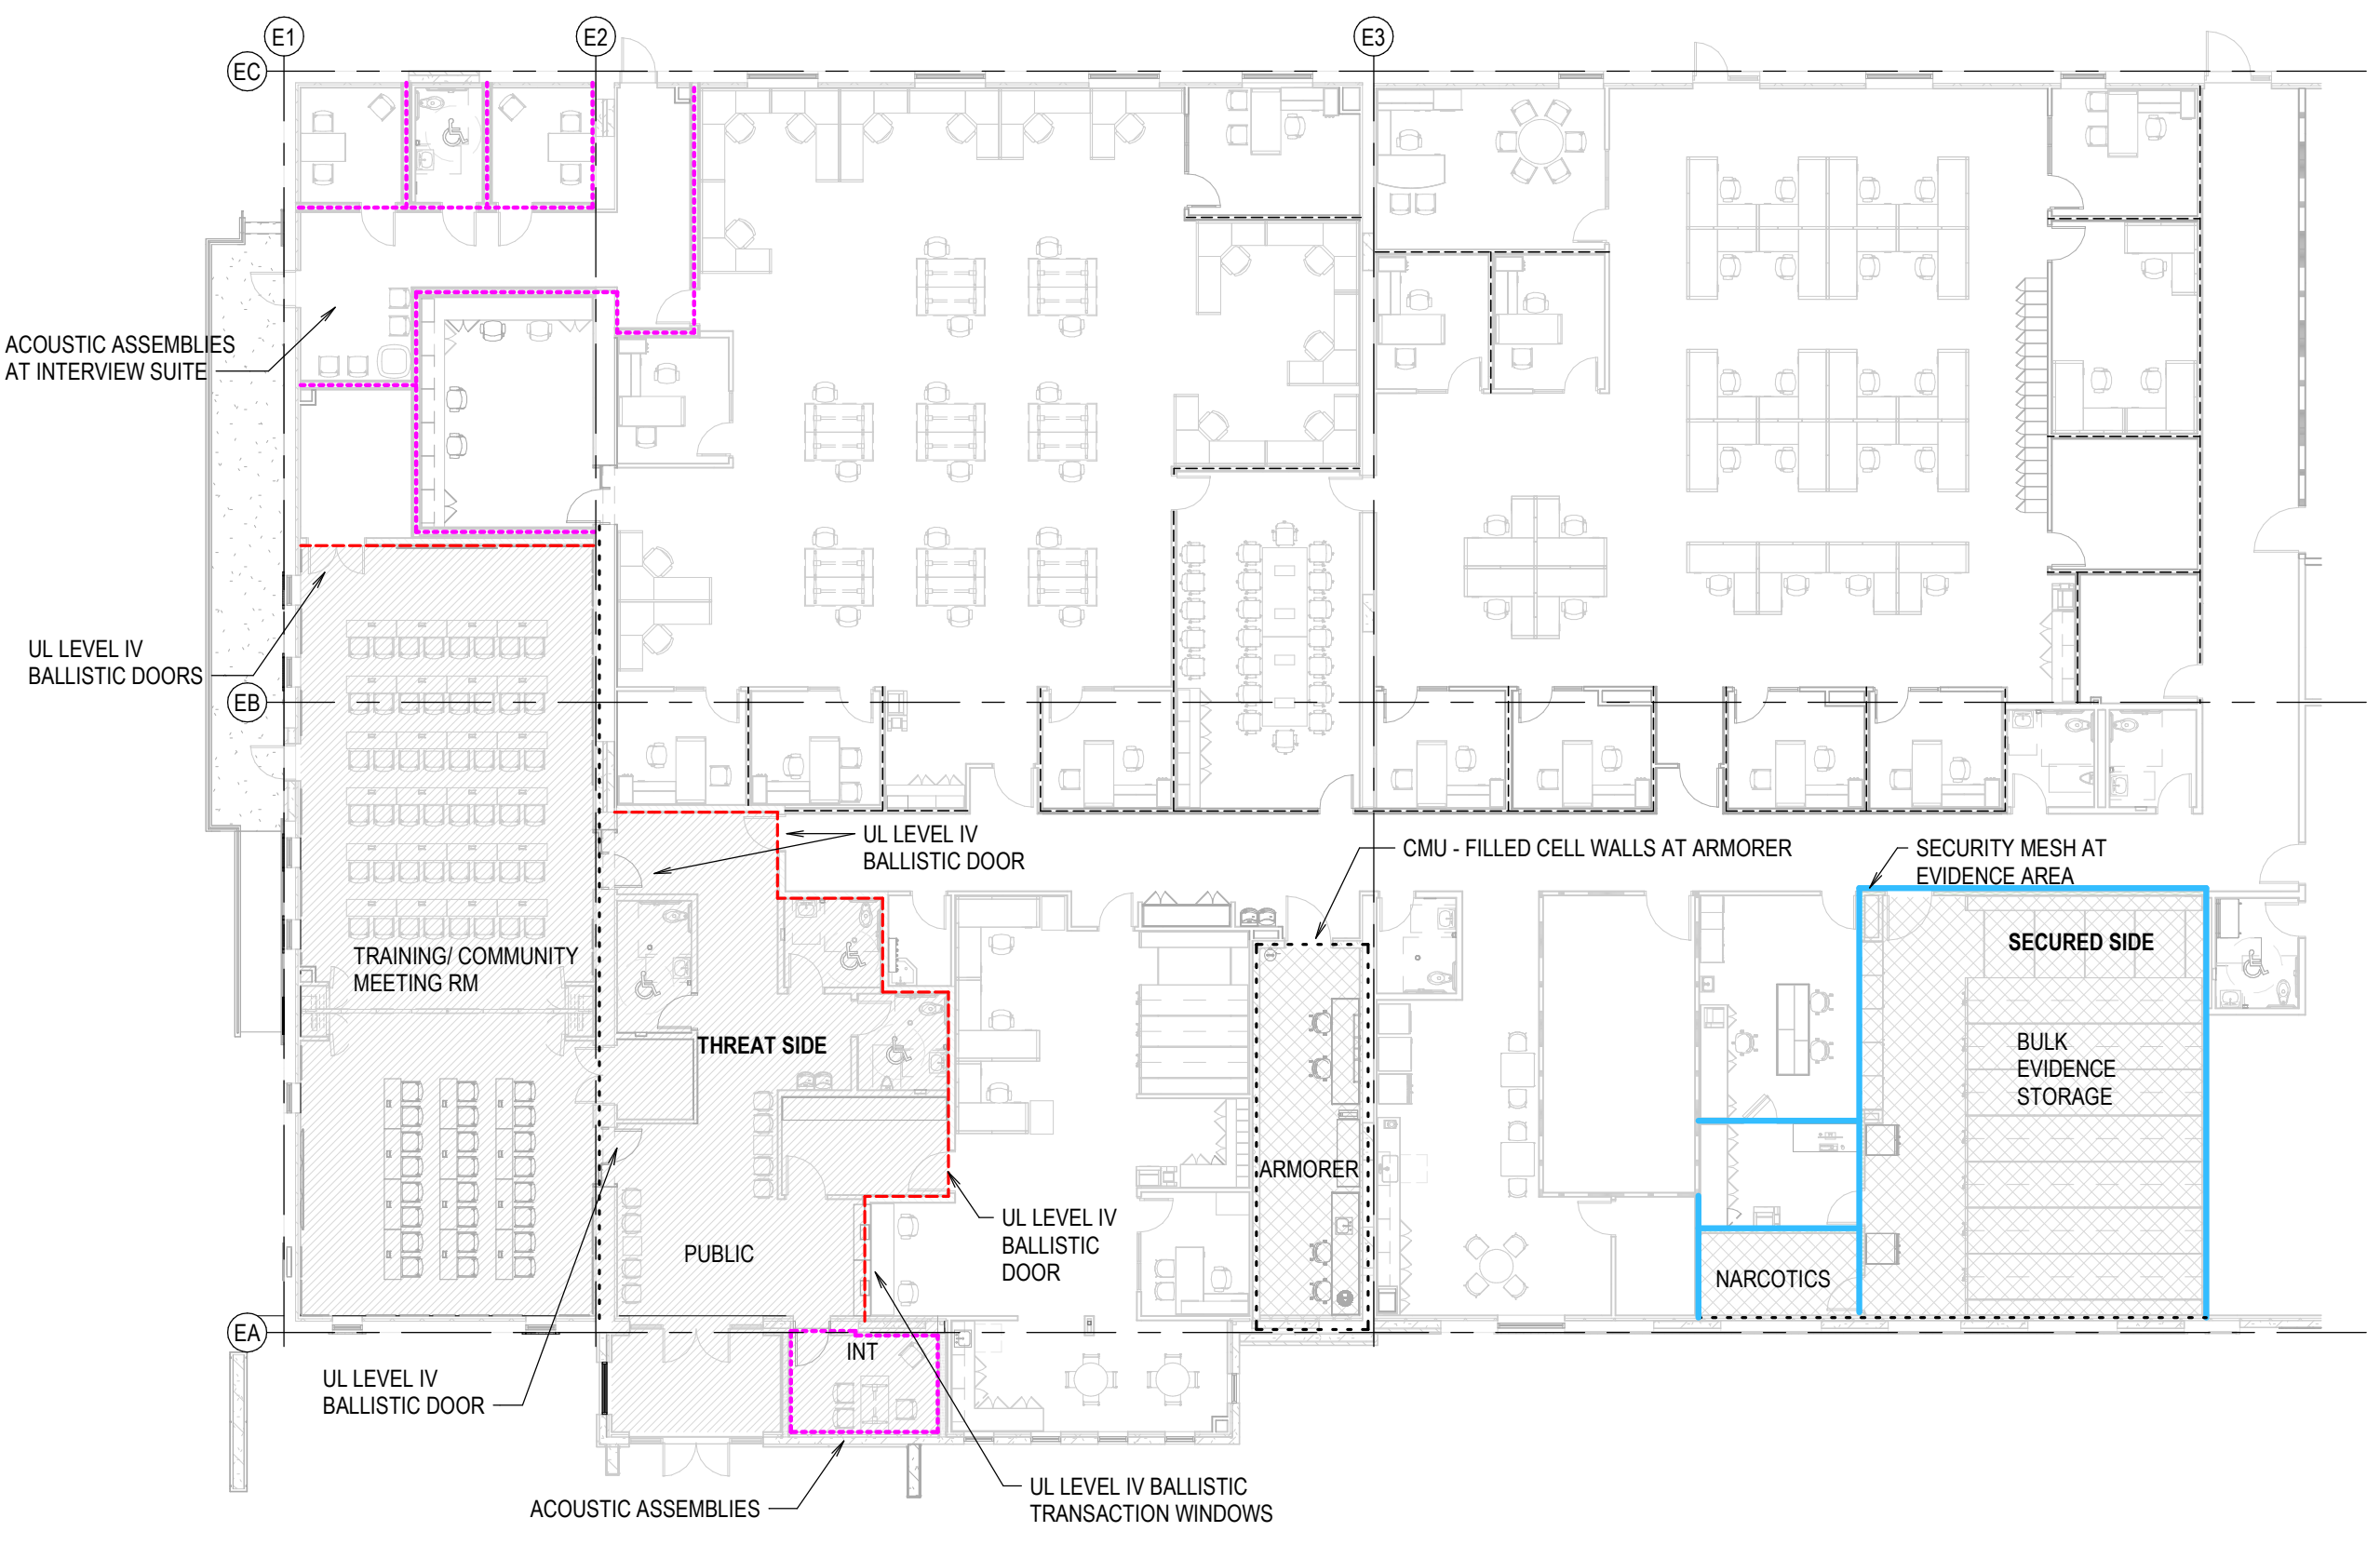 E1
E2
E3
EC
ACOUSTIC ASSEMBLIES
AT INTERVIEW SUITE
UL LEVEL IV
BALLISTIC DOORS
EB
UL LEVEL IV
BALLISTIC DOOR
CMU - FILLED CELL WALLS AT ARMORER
SECURITY MESH AT
EVIDENCE AREA
TRAINING/ COMMUNITY
MEETING RM
SECURED SIDE
THREAT SIDE
BULK
EVIDENCE
STORAGE
ARMORER
UL LEVEL IV
BALLISTIC
DOOR
PUBLIC
NARCOTICS
EA
INT
UL LEVEL IV
BALLISTIC DOOR
ACOUSTIC ASSEMBLIES
UL LEVEL IV BALLISTIC
TRANSACTION WINDOWS